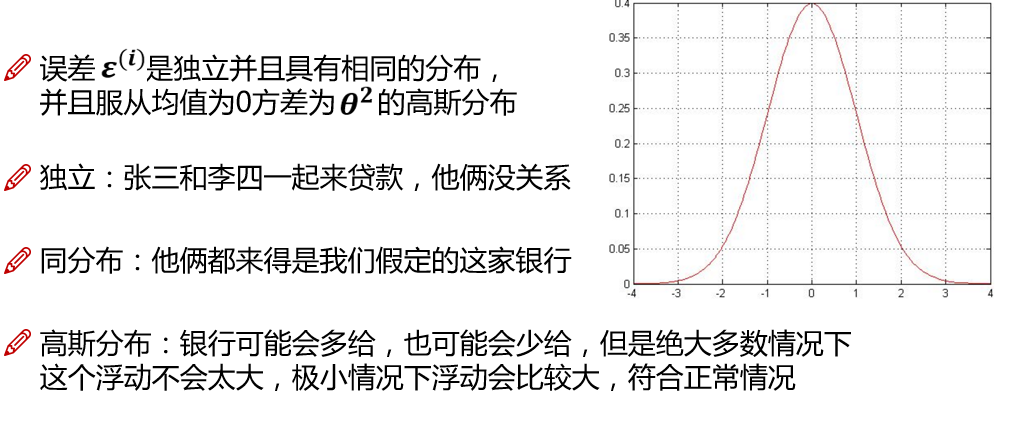 误差 ε⁽ⁱ⁾是独立并且具有相同的分布，
并且服从均值为0方差为θ²的高斯分布
独立：张三和李四一起来贷款，他俩没关系
同分布：他俩都来得是我们假定的这家银行
高斯分布：银行可能会多给，也可能会少给，但是绝大多数情况下
这个浮动不会太大，极小情况下浮动会比较大，符合正常情况
0.4
0.35
0.3
0.25
0.2
0.15
0.1
0.05
0
-4 -3 -2 -1 0 1 2 3 4